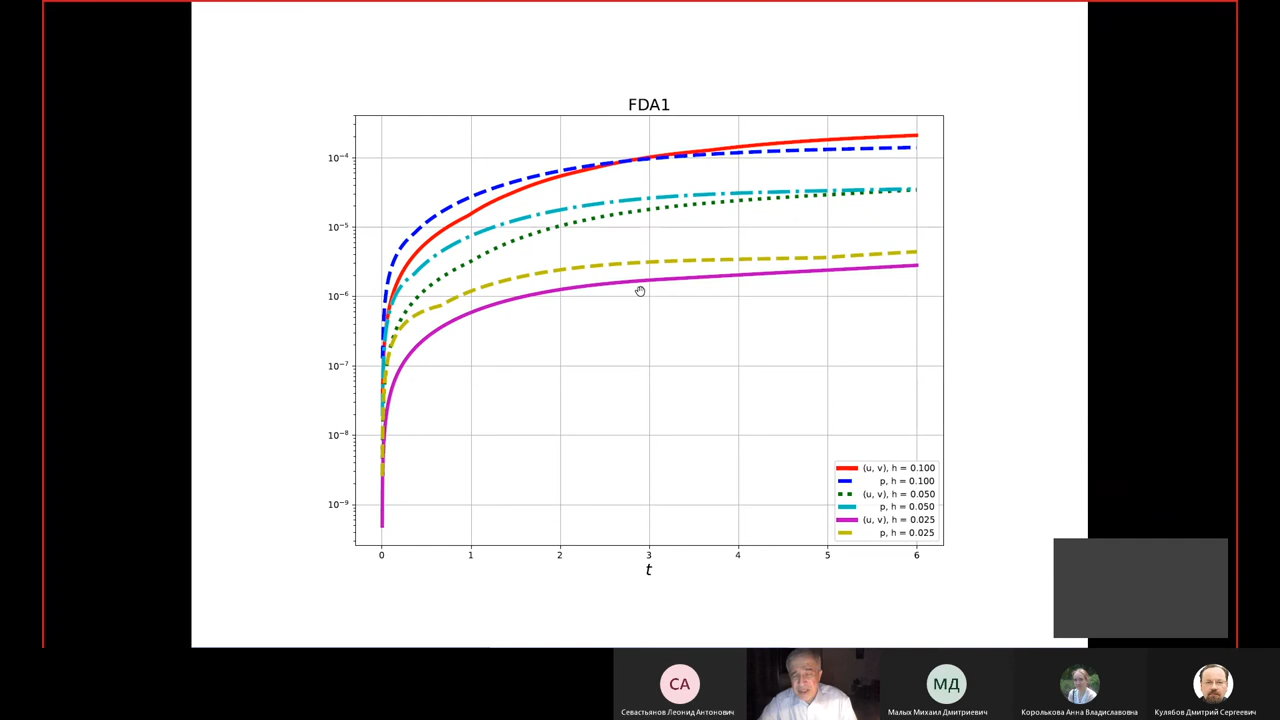 FDA1
10⁻⁴
10⁻⁵
10⁻⁶
10⁻⁷
10⁻⁸
10⁻⁹
0 1 2 3 4 5 6
t
(u, v), h = 0.100
p, h = 0.100
(u, v), h = 0.050
p, h = 0.050
(u, v), h = 0.025
p, h = 0.025
СА
МД
Севастьянов Леонид Антонович
Малых Михаил Дмитриевич
Королькова Анна Владиславовна
Кулябов Дмитрий Сергеевич